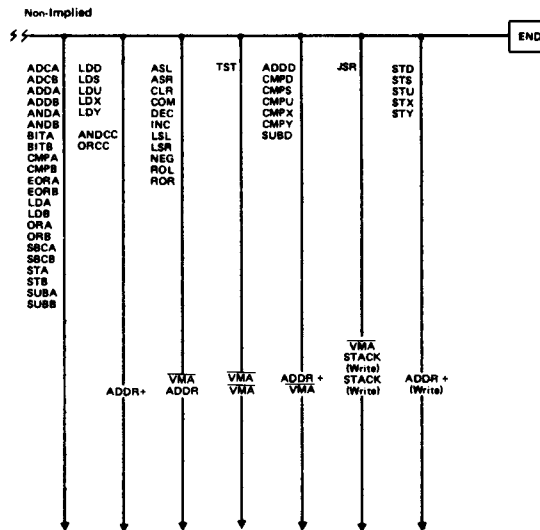 Non-Implied
END
ADCA
ADCB
ADDA
ADDB
ANDA
ANDB
BITA
BITB
CMPA
CMPB
EORA
EORB
LDA
LDB
ORA
ORB
SBCA
SBCB
STA
STB
SUBA
SUBB
LDD
LDS
LDU
LDX
LDY
ANDCC
ORCC
ADDR+
ASL
ASR
CLR
COM
DEC
INC
LSL
LSR
NEG
ROL
ROR
VMA
ADDR
TST
VMA
VMA
ADDD
CMPD
CMPS
CMPU
CMPX
CMPY
SUBD
ADDR +
VMA
JSR
VMA
STACK
(Write)
STACK
(Write)
STD
STS
STU
STX
STY
ADDR +
(Write)